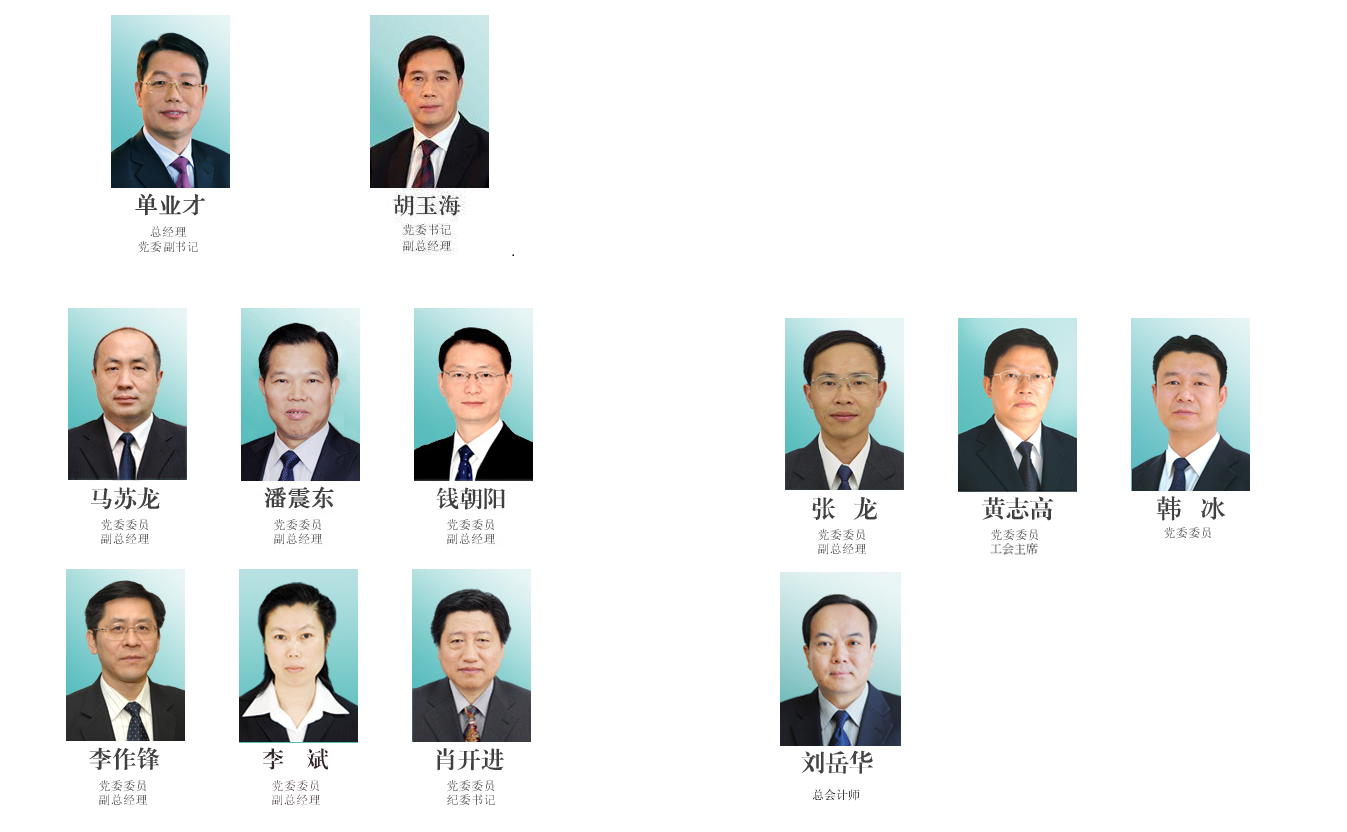 单业才
总经理
党委副书记
胡玉海
党委书记
副总经理
马苏龙
党委委员
副总经理
潘震东
党委委员
副总经理
钱朝阳
党委委员
副总经理
张 龙
党委委员
副总经理
黄志高
党委委员
工会主席
韩 冰
党委委员
李作锋
党委委员
副总经理
李 斌
党委委员
副总经理
肖开进
党委委员
纪委书记
刘岳华
总会计师